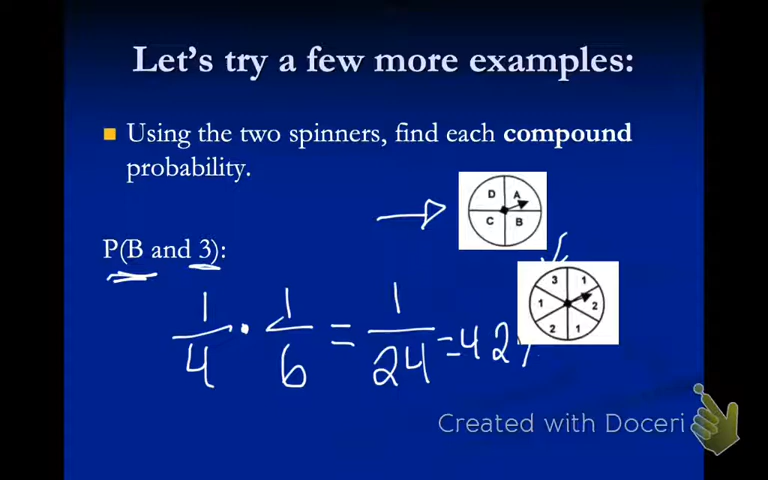 Let's try a few more examples:
Using the two spinners, find each compound
probability.
D A
C B
P(B and 3):
3 1
1 2
2 1
1/4 · 1/6 = 1/24 = 4 2
Created with Doceri